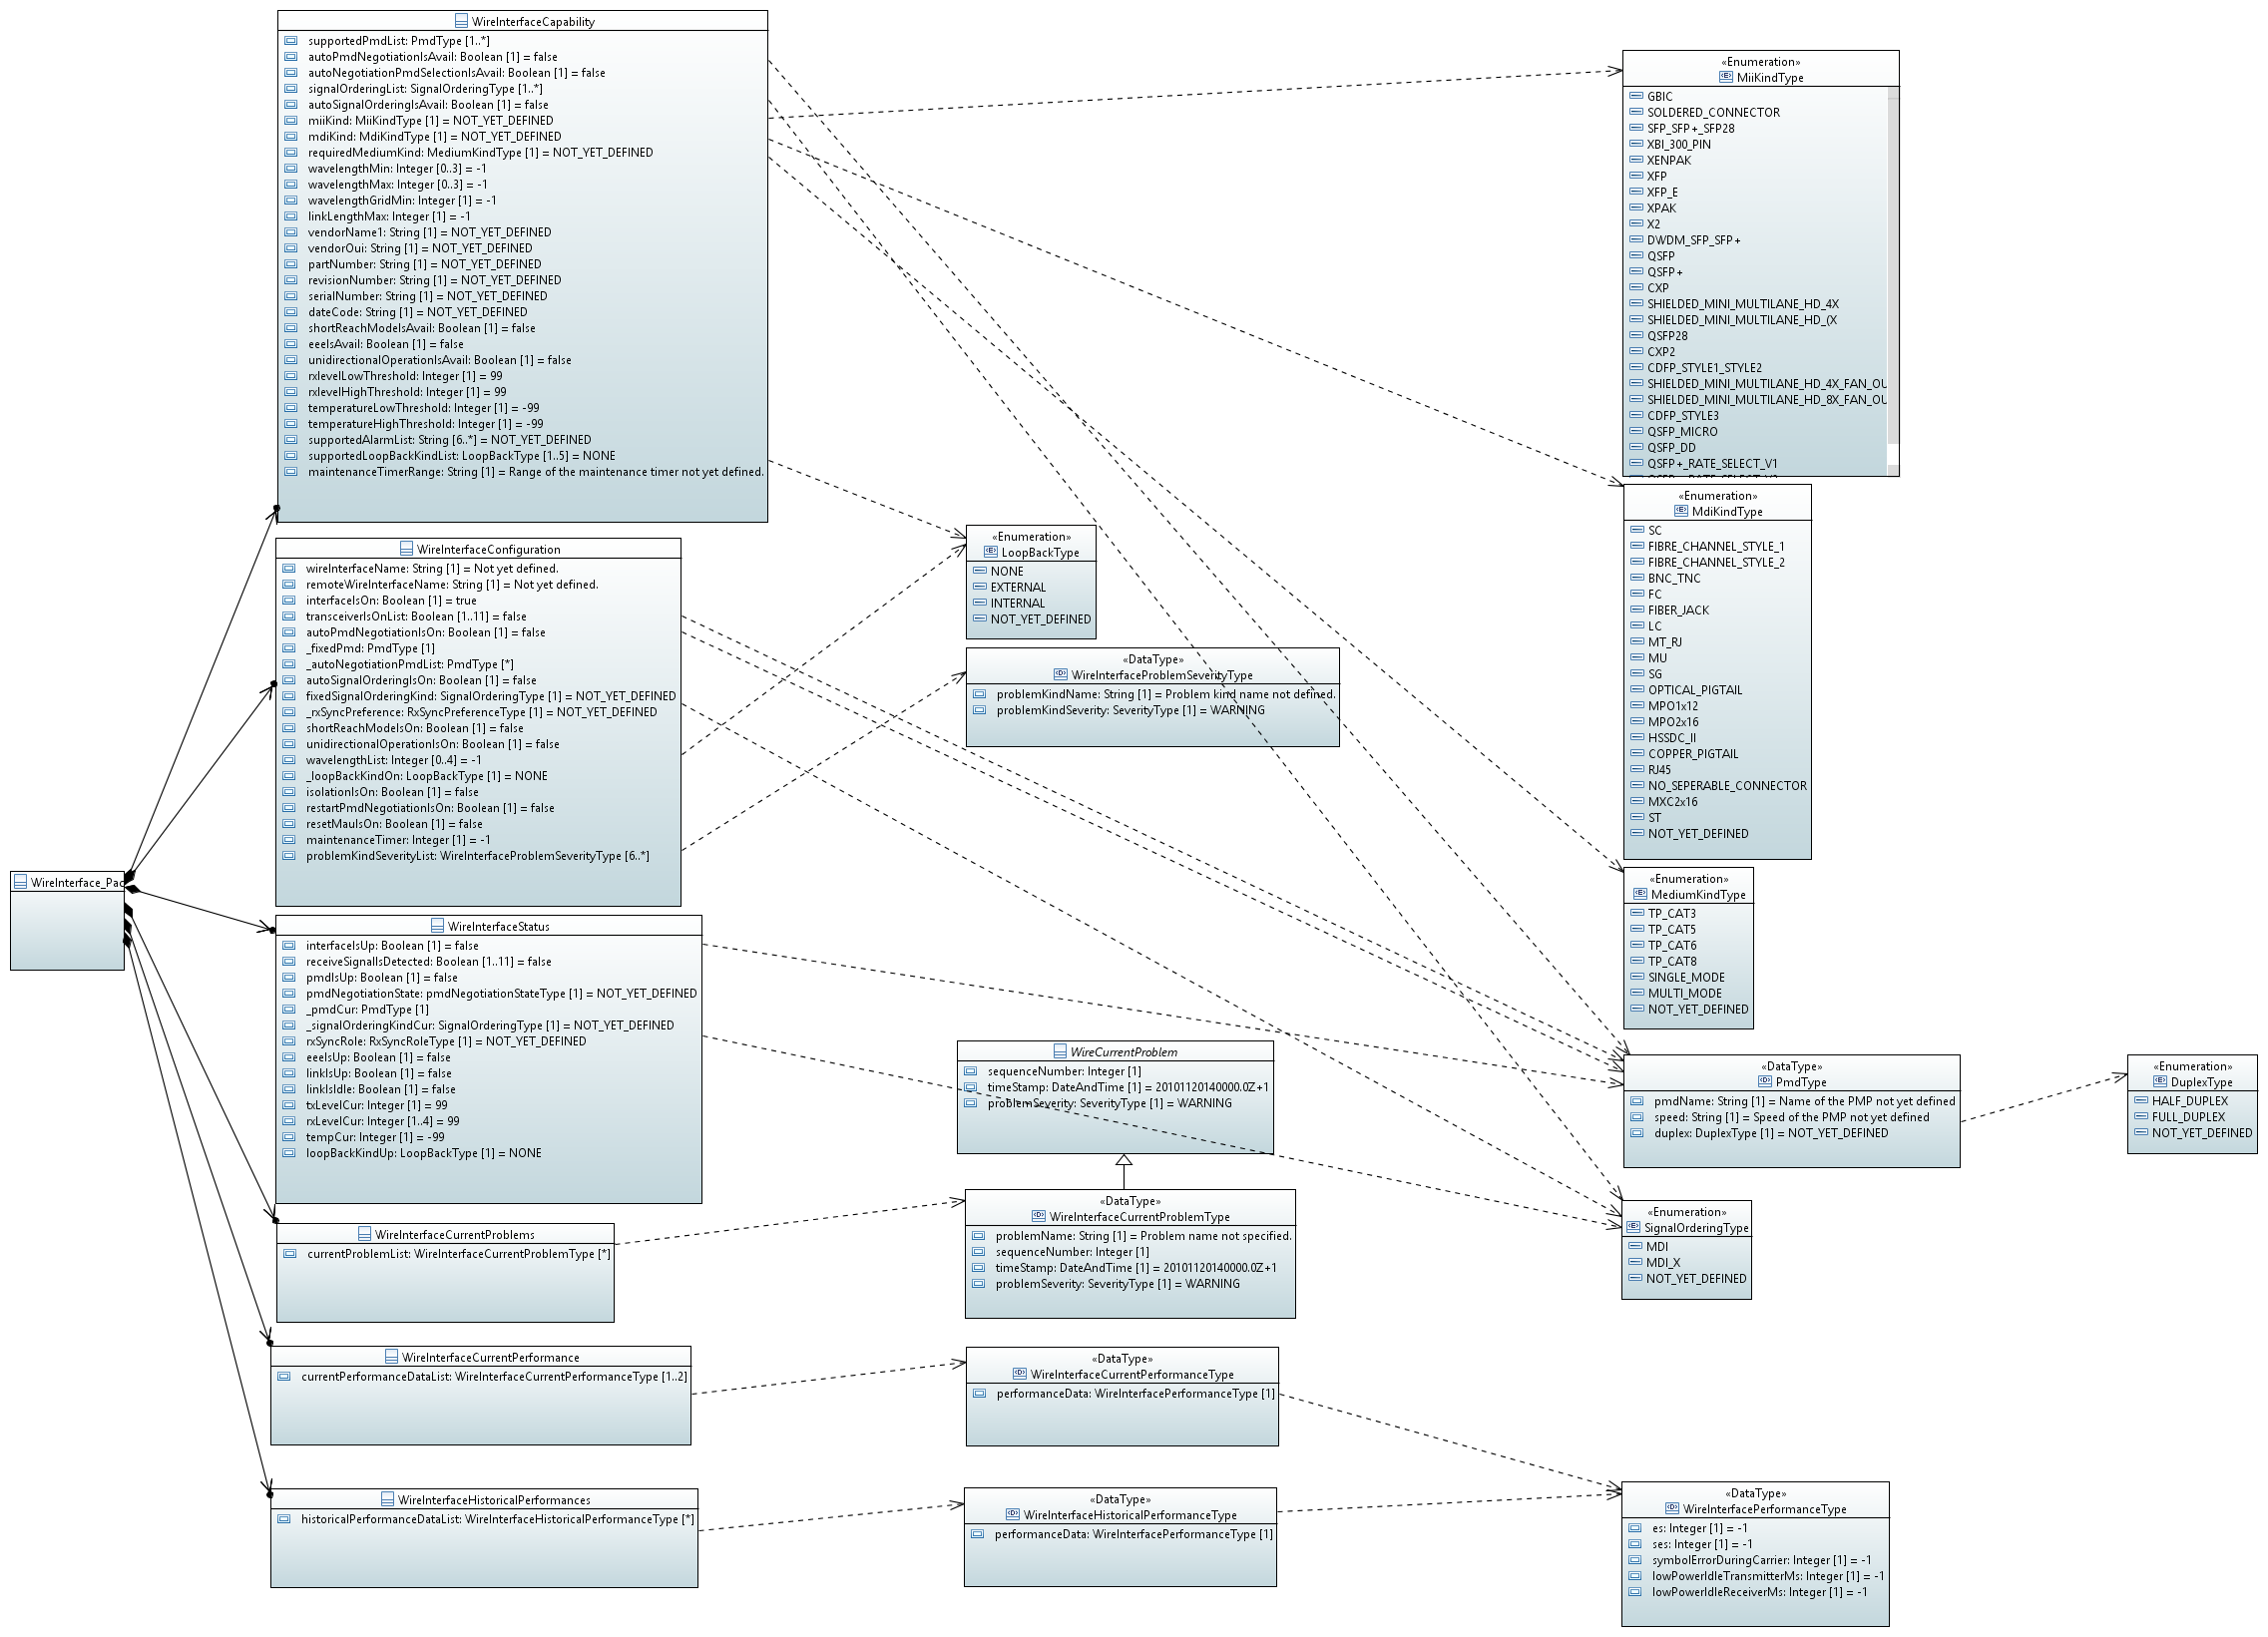 WireInterfaceCapability
supportedPmdList: PmdType [1..*]
autoPmdNegotiationIsAvail: Boolean [1] = false
autoNegotiationPmdSelectionIsAvail: Boolean [1] = false
signalOrderingList: SignalOrderingType [1..*]
autoSignalOrderingIsAvail: Boolean [1] = false
miiKind: MiiKindType [1] = NOT_YET_DEFINED
mdiKind: MdiKindType [1] = NOT_YET_DEFINED
requiredMediumKind: MediumKindType [1] = NOT_YET_DEFINED
wavelengthMin: Integer [0..3] = -1
wavelengthMax: Integer [0..3] = -1
wavelengthGridMin: Integer [1] = -1
linkLengthMax: Integer [1] = -1
vendorName1: String [1] = NOT_YET_DEFINED
vendorOui: String [1] = NOT_YET_DEFINED
partNumber: String [1] = NOT_YET_DEFINED
revisionNumber: String [1] = NOT_YET_DEFINED
serialNumber: String [1] = NOT_YET_DEFINED
dateCode: String [1] = NOT_YET_DEFINED
shortReachModeIsAvail: Boolean [1] = false
eeeIsAvail: Boolean [1] = false
unidirectionalOperationIsAvail: Boolean [1] = false
rxlevelLowThreshold: Integer [1] = 99
rxlevelHighThreshold: Integer [1] = 99
temperatureLowThreshold: Integer [1] = -99
temperatureHighThreshold: Integer [1] = -99
supportedAlarmList: String [6..*] = NOT_YET_DEFINED
supportedLoopBackKindList: LoopBackType [1..5] = NONE
maintenanceTimerRange: String [1] = Range of the maintenance timer not yet defined.
WireInterfaceConfiguration
wireInterfaceName: String [1] = Not yet defined.
remoteWireInterfaceName: String [1] = Not yet defined.
interfaceIsOn: Boolean [1] = true
transceiverIsOnList: Boolean [1..11] = false
autoPmdNegotiationIsOn: Boolean [1] = false
_fixedPmd: PmdType [1]
_autoNegotiationPmdList: PmdType [*]
autoSignalOrderingIsOn: Boolean [1] = false
fixedSignalOrderingKind: SignalOrderingType [1] = NOT_YET_DEFINED
_rxSyncPreference: RxSyncPreferenceType [1] = NOT_YET_DEFINED
shortReachModeIsOn: Boolean [1] = false
unidirectionalOperationIsOn: Boolean [1] = false
wavelengthList: Integer [0..4] = -1
_loopBackKindOn: LoopBackType [1] = NONE
isolationIsOn: Boolean [1] = false
restartPmdNegotiationIsOn: Boolean [1] = false
resetMauIsOn: Boolean [1] = false
maintenanceTimer: Integer [1] = -1
problemKindSeverityList: WireInterfaceProblemSeverityType [6..*]
WireInterface_Pac
WireInterfaceStatus
interfaceIsUp: Boolean [1] = false
receiveSignalIsDetected: Boolean [1..11] = false
pmdIsUp: Boolean [1] = false
pmdNegotiationState: pmdNegotiationStateType [1] = NOT_YET_DEFINED
_pmdCur: PmdType [1]
_signalOrderingKindCur: SignalOrderingType [1] = NOT_YET_DEFINED
rxSyncRole: RxSyncRoleType [1] = NOT_YET_DEFINED
eeeIsUp: Boolean [1] = false
linkIsUp: Boolean [1] = false
linkIsIdle: Boolean [1] = false
txLevelCur: Integer [1] = 99
rxLevelCur: Integer [1..4] = 99
tempCur: Integer [1] = -99
loopBackKindUp: LoopBackType [1] = NONE
WireInterfaceCurrentProblems
currentProblemList: WireInterfaceCurrentProblemType [*]
WireInterfaceCurrentPerformance
currentPerformanceDataList: WireInterfaceCurrentPerformanceType [1..2]
WireInterfaceHistoricalPerformances
historicalPerformanceDataList: WireInterfaceHistoricalPerformanceType [*]
«Enumeration»
LoopBackType
NONE
EXTERNAL
INTERNAL
NOT_YET_DEFINED
«DataType»
WireInterfaceProblemSeverityType
problemKindName: String [1] = Problem kind name not defined.
problemKindSeverity: SeverityType [1] = WARNING
WireCurrentProblem
sequenceNumber: Integer [1]
timeStamp: DateAndTime [1] = 20101120140000.0Z+1
problemSeverity: SeverityType [1] = WARNING
«DataType»
WireInterfaceCurrentProblemType
problemName: String [1] = Problem name not specified.
sequenceNumber: Integer [1]
timeStamp: DateAndTime [1] = 20101120140000.0Z+1
problemSeverity: SeverityType [1] = WARNING
«DataType»
WireInterfaceCurrentPerformanceType
performanceData: WireInterfacePerformanceType [1]
«DataType»
WireInterfaceHistoricalPerformanceType
performanceData: WireInterfacePerformanceType [1]
«Enumeration»
MiiKindType
GBIC
SOLDERED_CONNECTOR
SFP_SFP+_SFP28
XBI_300_PIN
XENPAK
XFP
XFP_E
XPAK
X2
DWDM_SFP_SFP+
QSFP
QSFP+
CXP
SHIELDED_MINI_MULTILANE_HD_4X
SHIELDED_MINI_MULTILANE_HD_(X
QSFP28
CXP2
CDFP_STYLE1_STYLE2
SHIELDED_MINI_MULTILANE_HD_4X_FAN_OU
SHIELDED_MINI_MULTILANE_HD_8X_FAN_OU
CDFP_STYLE3
QSFP_MICRO
QSFP_DD
QSFP+_RATE_SELECT_V1
«Enumeration»
MdiKindType
SC
FIBRE_CHANNEL_STYLE_1
FIBRE_CHANNEL_STYLE_2
BNC_TNC
FC
FIBER_JACK
LC
MT_RJ
MU
SG
OPTICAL_PIGTAIL
MPO1x12
MPO2x16
HSSDC_II
COPPER_PIGTAIL
RJ45
NO_SEPERABLE_CONNECTOR
MXC2x16
ST
NOT_YET_DEFINED
«Enumeration»
MediumKindType
TP_CAT3
TP_CAT5
TP_CAT6
TP_CAT8
SINGLE_MODE
MULTI_MODE
NOT_YET_DEFINED
«DataType»
PmdType
pmdName: String [1] = Name of the PMP not yet defined
speed: String [1] = Speed of the PMP not yet defined
duplex: DuplexType [1] = NOT_YET_DEFINED
«Enumeration»
DuplexType
HALF_DUPLEX
FULL_DUPLEX
NOT_YET_DEFINED
«Enumeration»
SignalOrderingType
MDI
MDI_X
NOT_YET_DEFINED
«DataType»
WireInterfacePerformanceType
es: Integer [1] = -1
ses: Integer [1] = -1
symbolErrorDuringCarrier: Integer [1] = -1
lowPowerIdleTransmitterMs: Integer [1] = -1
lowPowerIdleReceiverMs: Integer [1] = -1